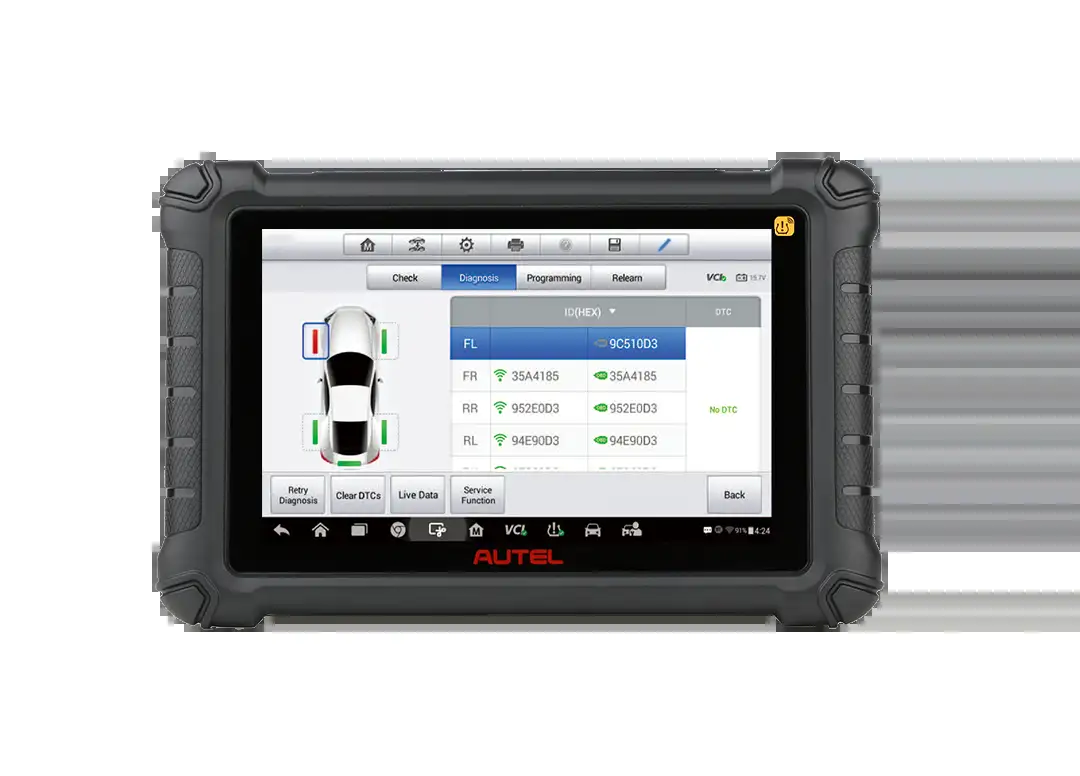 M
Check
Diagnosis
Programming
Relearn
VCI
15.7V
ID(HEX)
DTC
FL
9C510D3
FR
35A4185
35A4185
RR
952E0D3
952E0D3
No DTC
RL
94E90D3
94E90D3
Retry
Diagnosis
Clear DTCs
Live Data
Service
Function
Back
M
VCI
91%
4:24
AUTEL